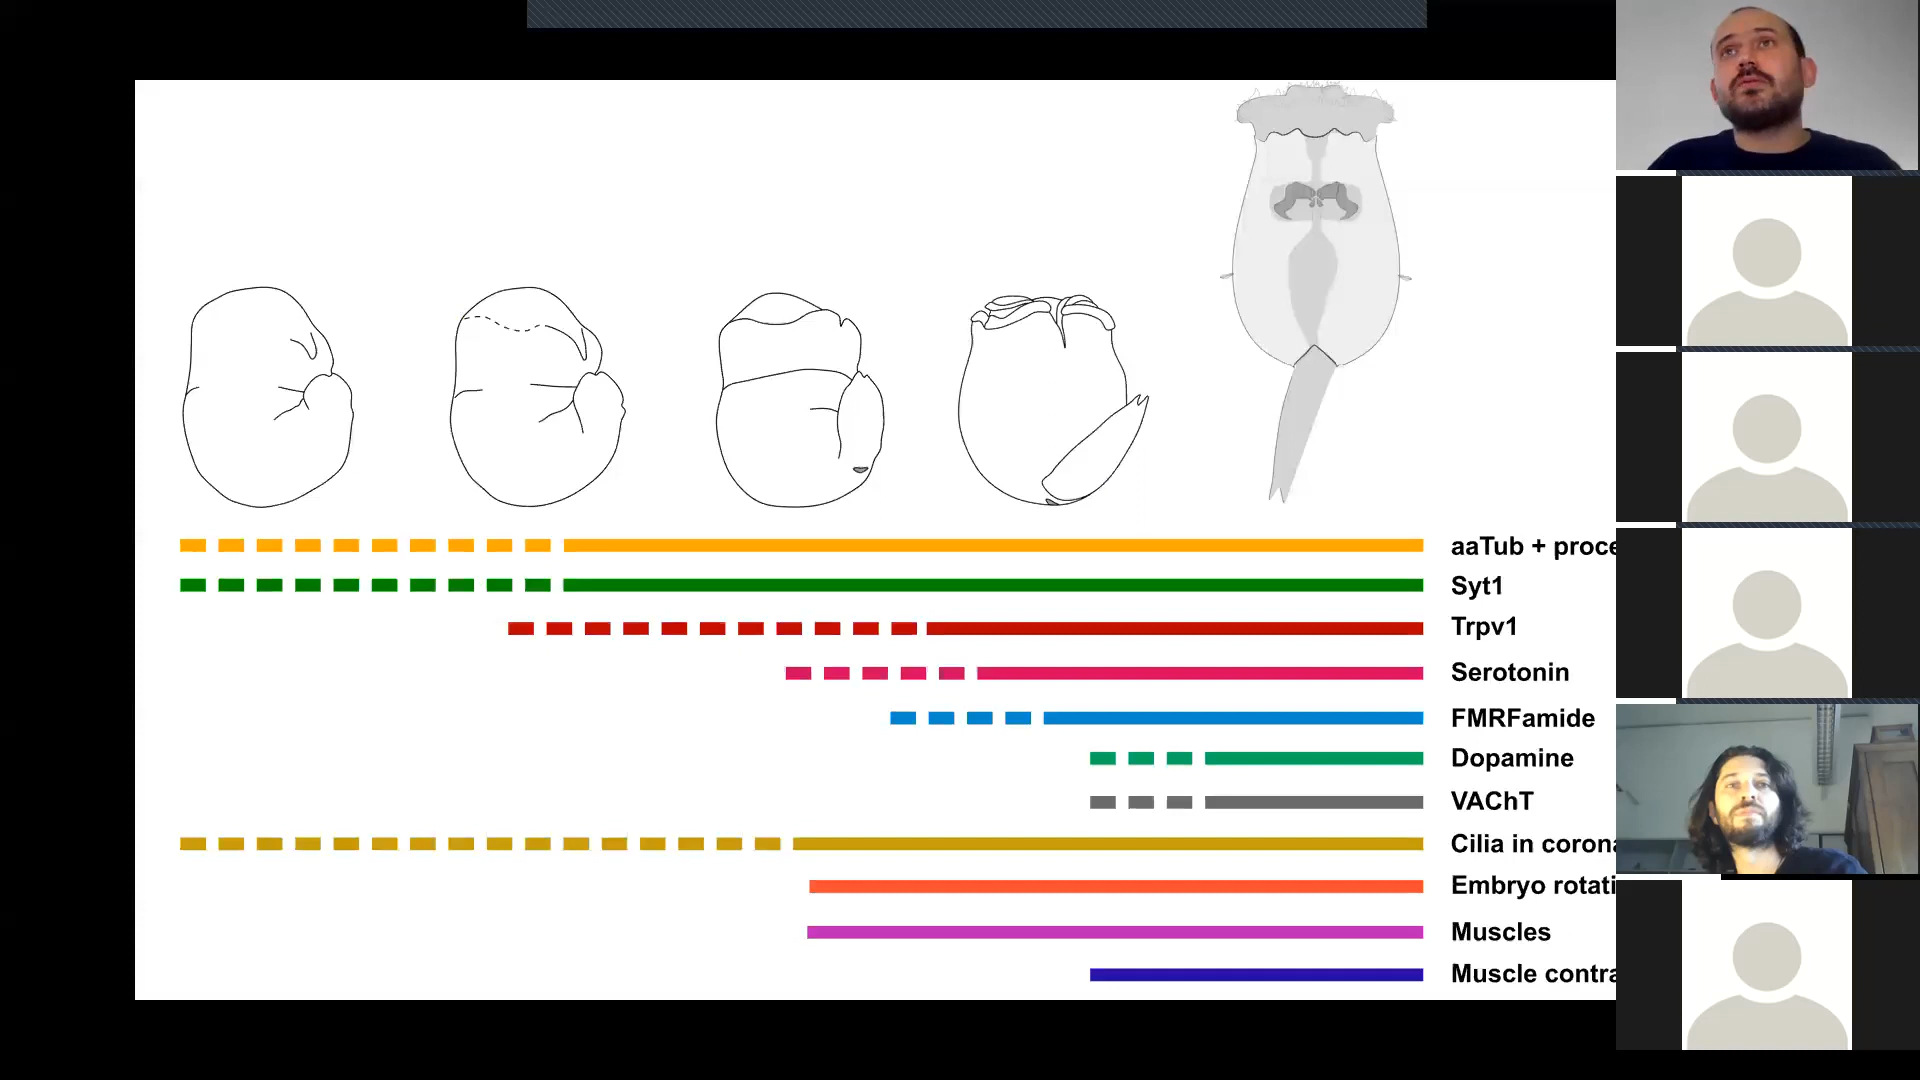 aaTub + proce
Syt1
Trpv1
Serotonin
FMRFamide
Dopamine
VAChT
Cilia in corona
Embryo rotati
Muscles
Muscle contra